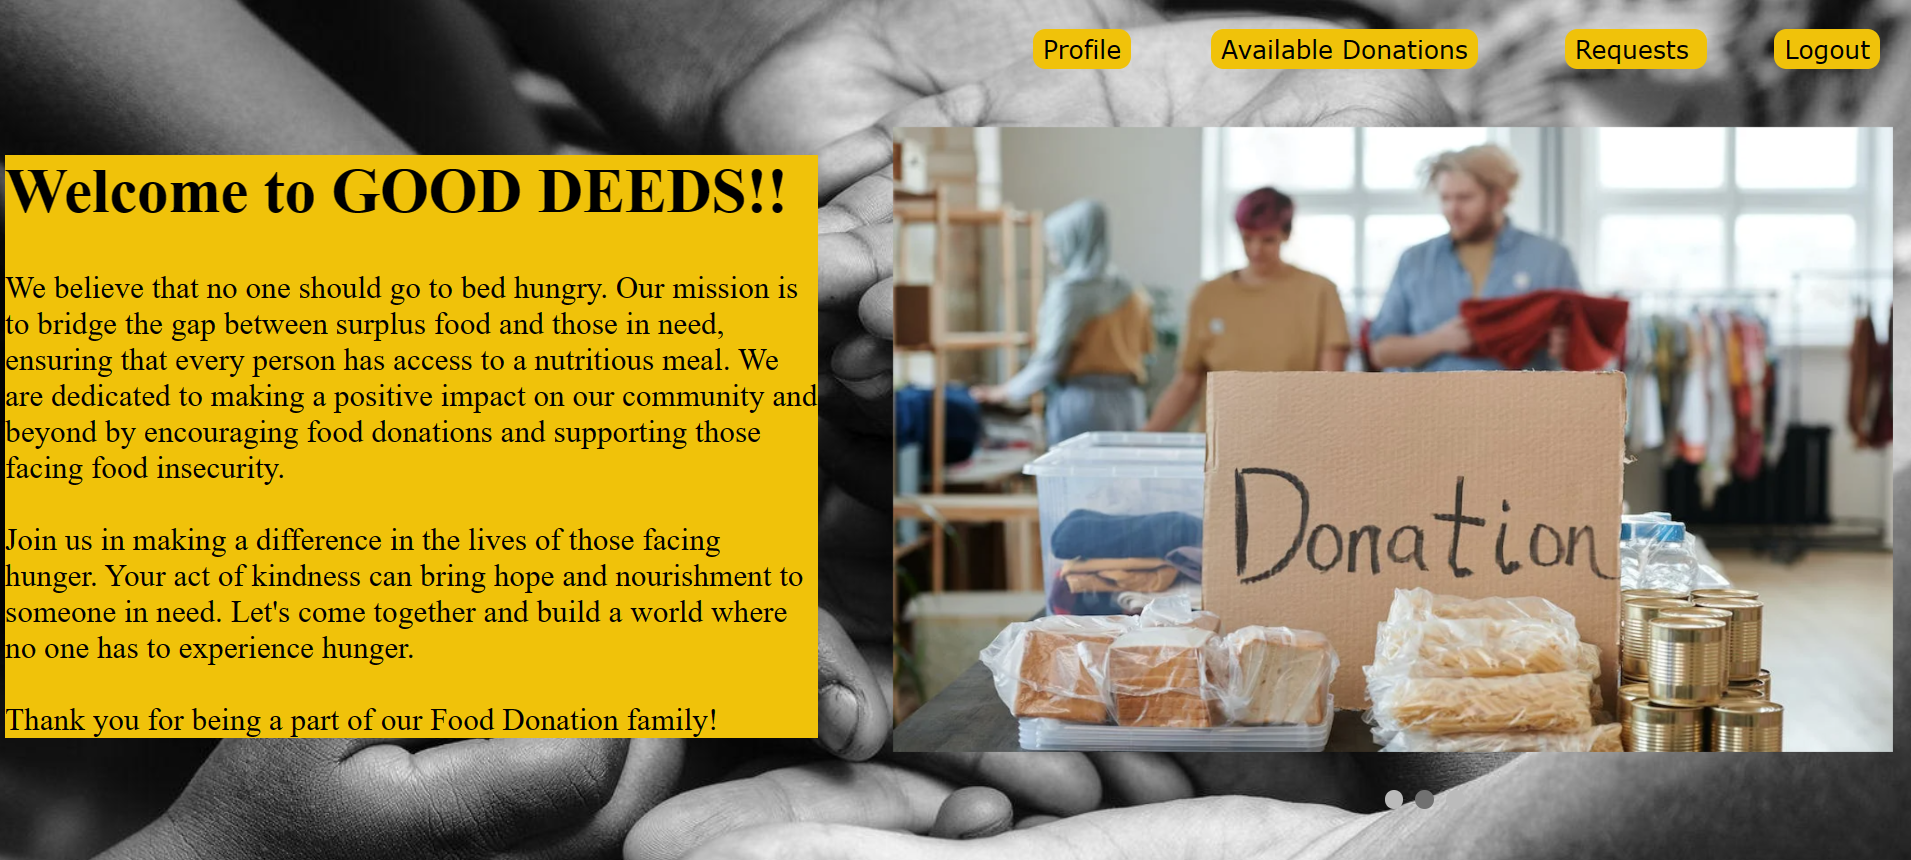 Profile Available Donations Requests Logout
Welcome to GOOD DEEDS!!
We believe that no one should go to bed hungry. Our mission is
to bridge the gap between surplus food and those in need,
ensuring that every person has access to a nutritious meal. We
are dedicated to making a positive impact on our community and
beyond by encouraging food donations and supporting those
facing food insecurity.
Join us in making a difference in the lives of those facing
hunger. Your act of kindness can bring hope and nourishment to
someone in need. Let's come together and build a world where
no one has to experience hunger.
Thank you for being a part of our Food Donation family!
Donation